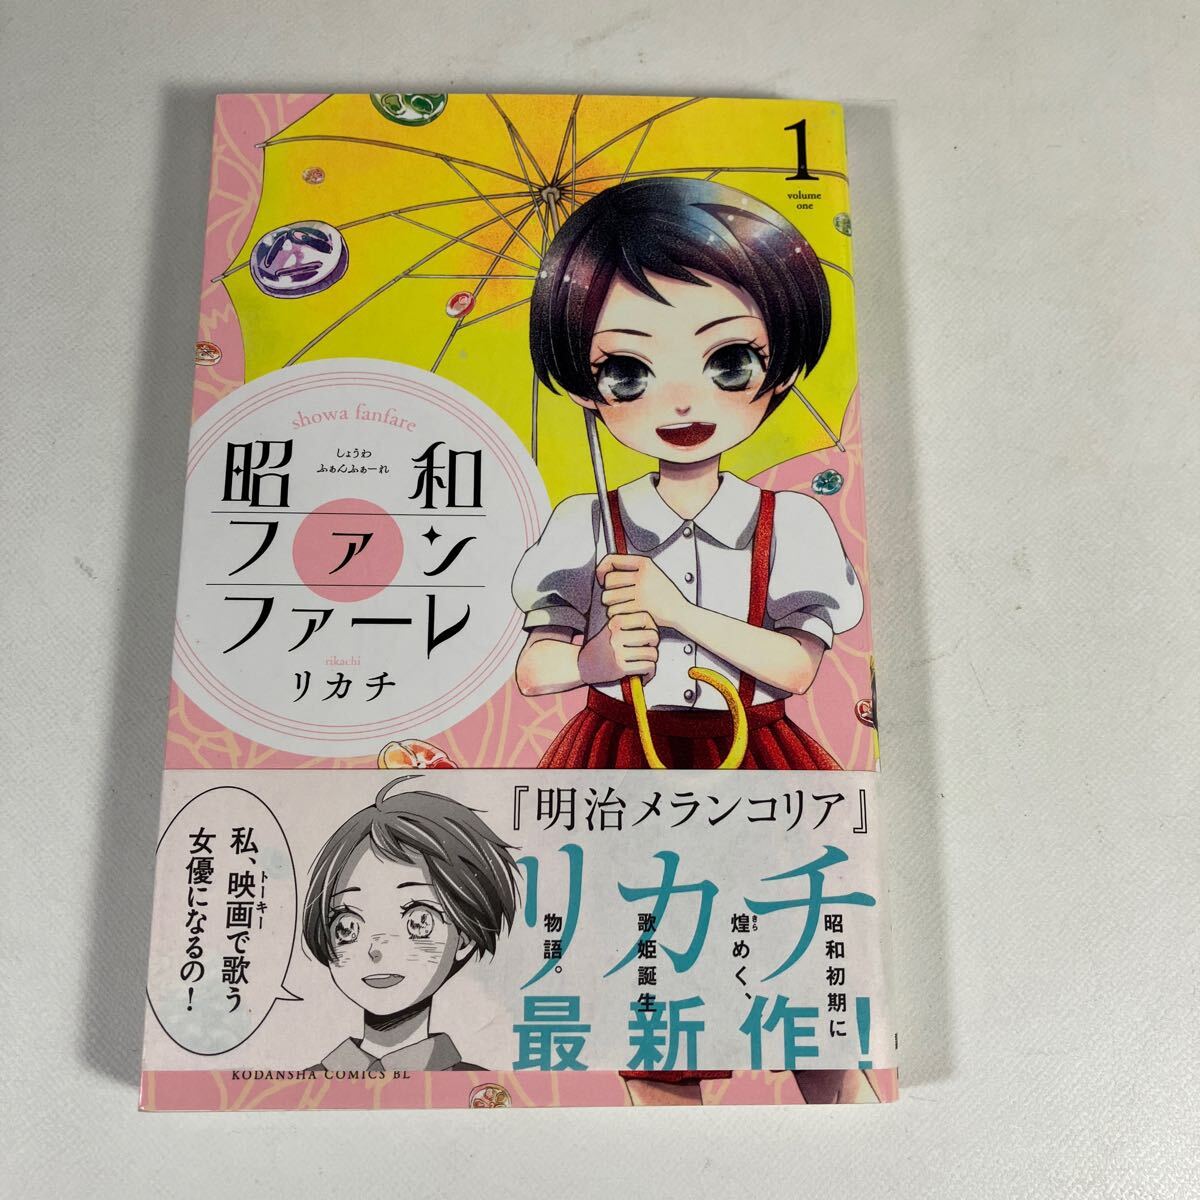 1
volume
one
showa fanfare
昭和
しょうわ
ふぁんふぁーれ
ファン
ファーレ
rikachi
リカチ
私、映画で歌う
トーキー
女優になるの!
『明治メランコリア』
リカチ
最新作!
昭和初期に
煌めく、
きら
歌姫誕生
物語。
KODANSHA COMICS BL